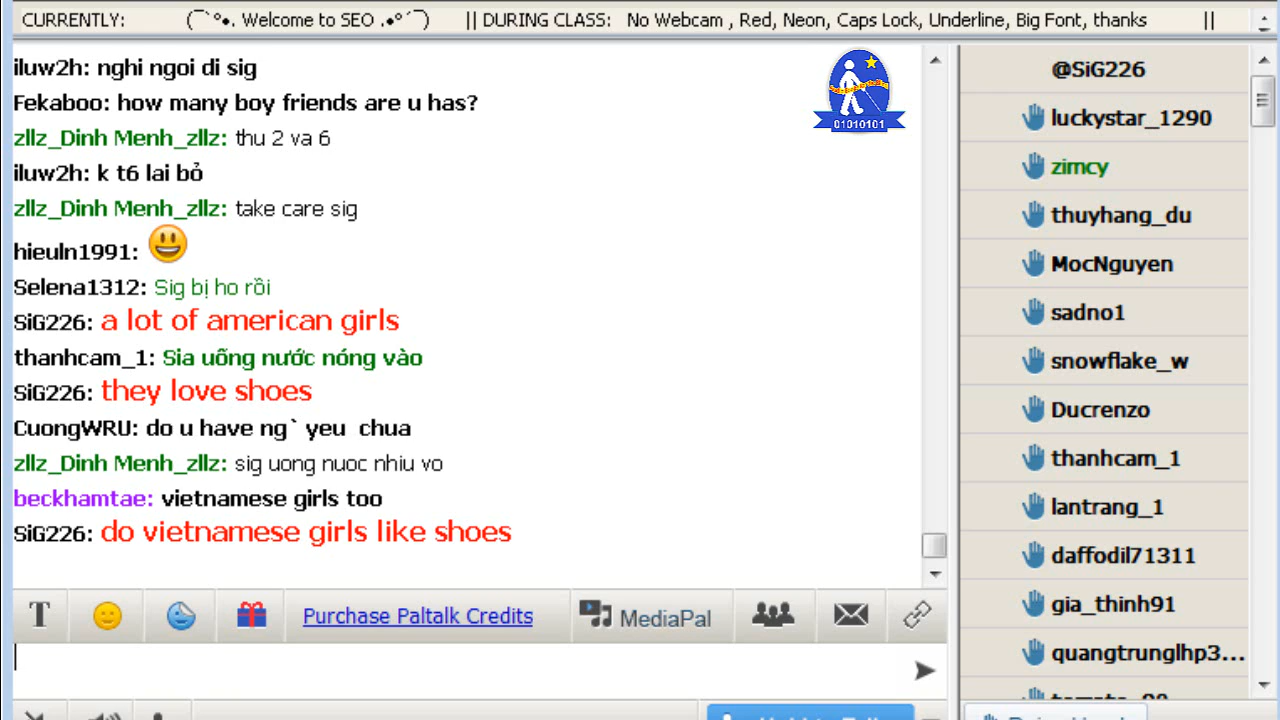 CURRENTLY: (¯`°•. Welcome to SEO .•°´¯) || DURING CLASS: No Webcam , Red, Neon, Caps Lock, Underline, Big Font, thanks ||
iluw2h: nghi ngoi di sig
Fekaboo: how many boy friends are u has?
zllz_Dinh Menh_zllz: thu 2 va 6
iluw2h: k t6 lai bỏ
zllz_Dinh Menh_zllz: take care sig
hieuln1991:
Selena1312: Sig bị ho rồi
SiG226: a lot of american girls
thanhcam_1: Sia uống nước nóng vào
SiG226: they love shoes
CuongWRU: do u have ng` yeu chua
zllz_Dinh Menh_zllz: sig uong nuoc nhiu vo
beckhamtae: vietnamese girls too
SiG226: do vietnamese girls like shoes
01010101
T
Purchase Paltalk Credits
MediaPal
@SiG226
luckystar_1290
zimcy
thuyhang_du
MocNguyen
sadno1
snowflake_w
Ducrenzo
thanhcam_1
lantrang_1
daffodil71311
gia_thinh91
quangtrunglhp3...